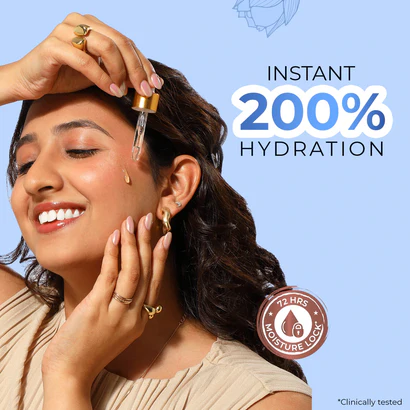 INSTANT
200%
HYDRATION
72 HRS
MOISTURE LOCK*
*Clinically tested